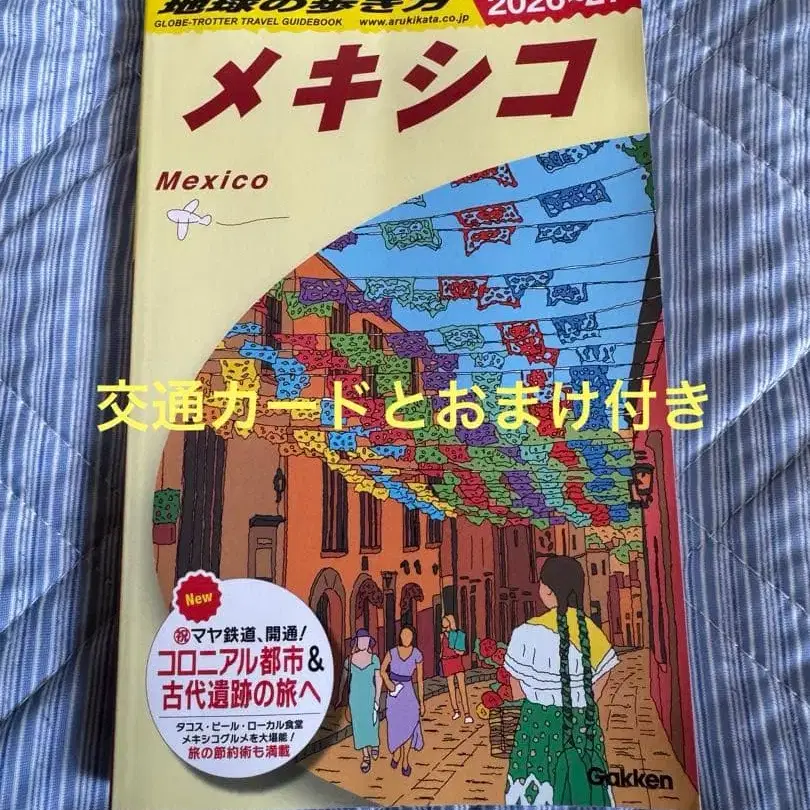 地球の歩き方
2026~27
GLOBE-TROTTER TRAVEL GUIDEBOOK
www.arukikata.co.jp
メキシコ
Mexico
交通カードとおまけ付き
New
㊗マヤ鉄道、開通!
コロニアル都市&
古代遺跡の旅へ
タコス・ビール・ローカル食堂
メキシコグルメを大堪能!
旅の節約術も満載
Gakken